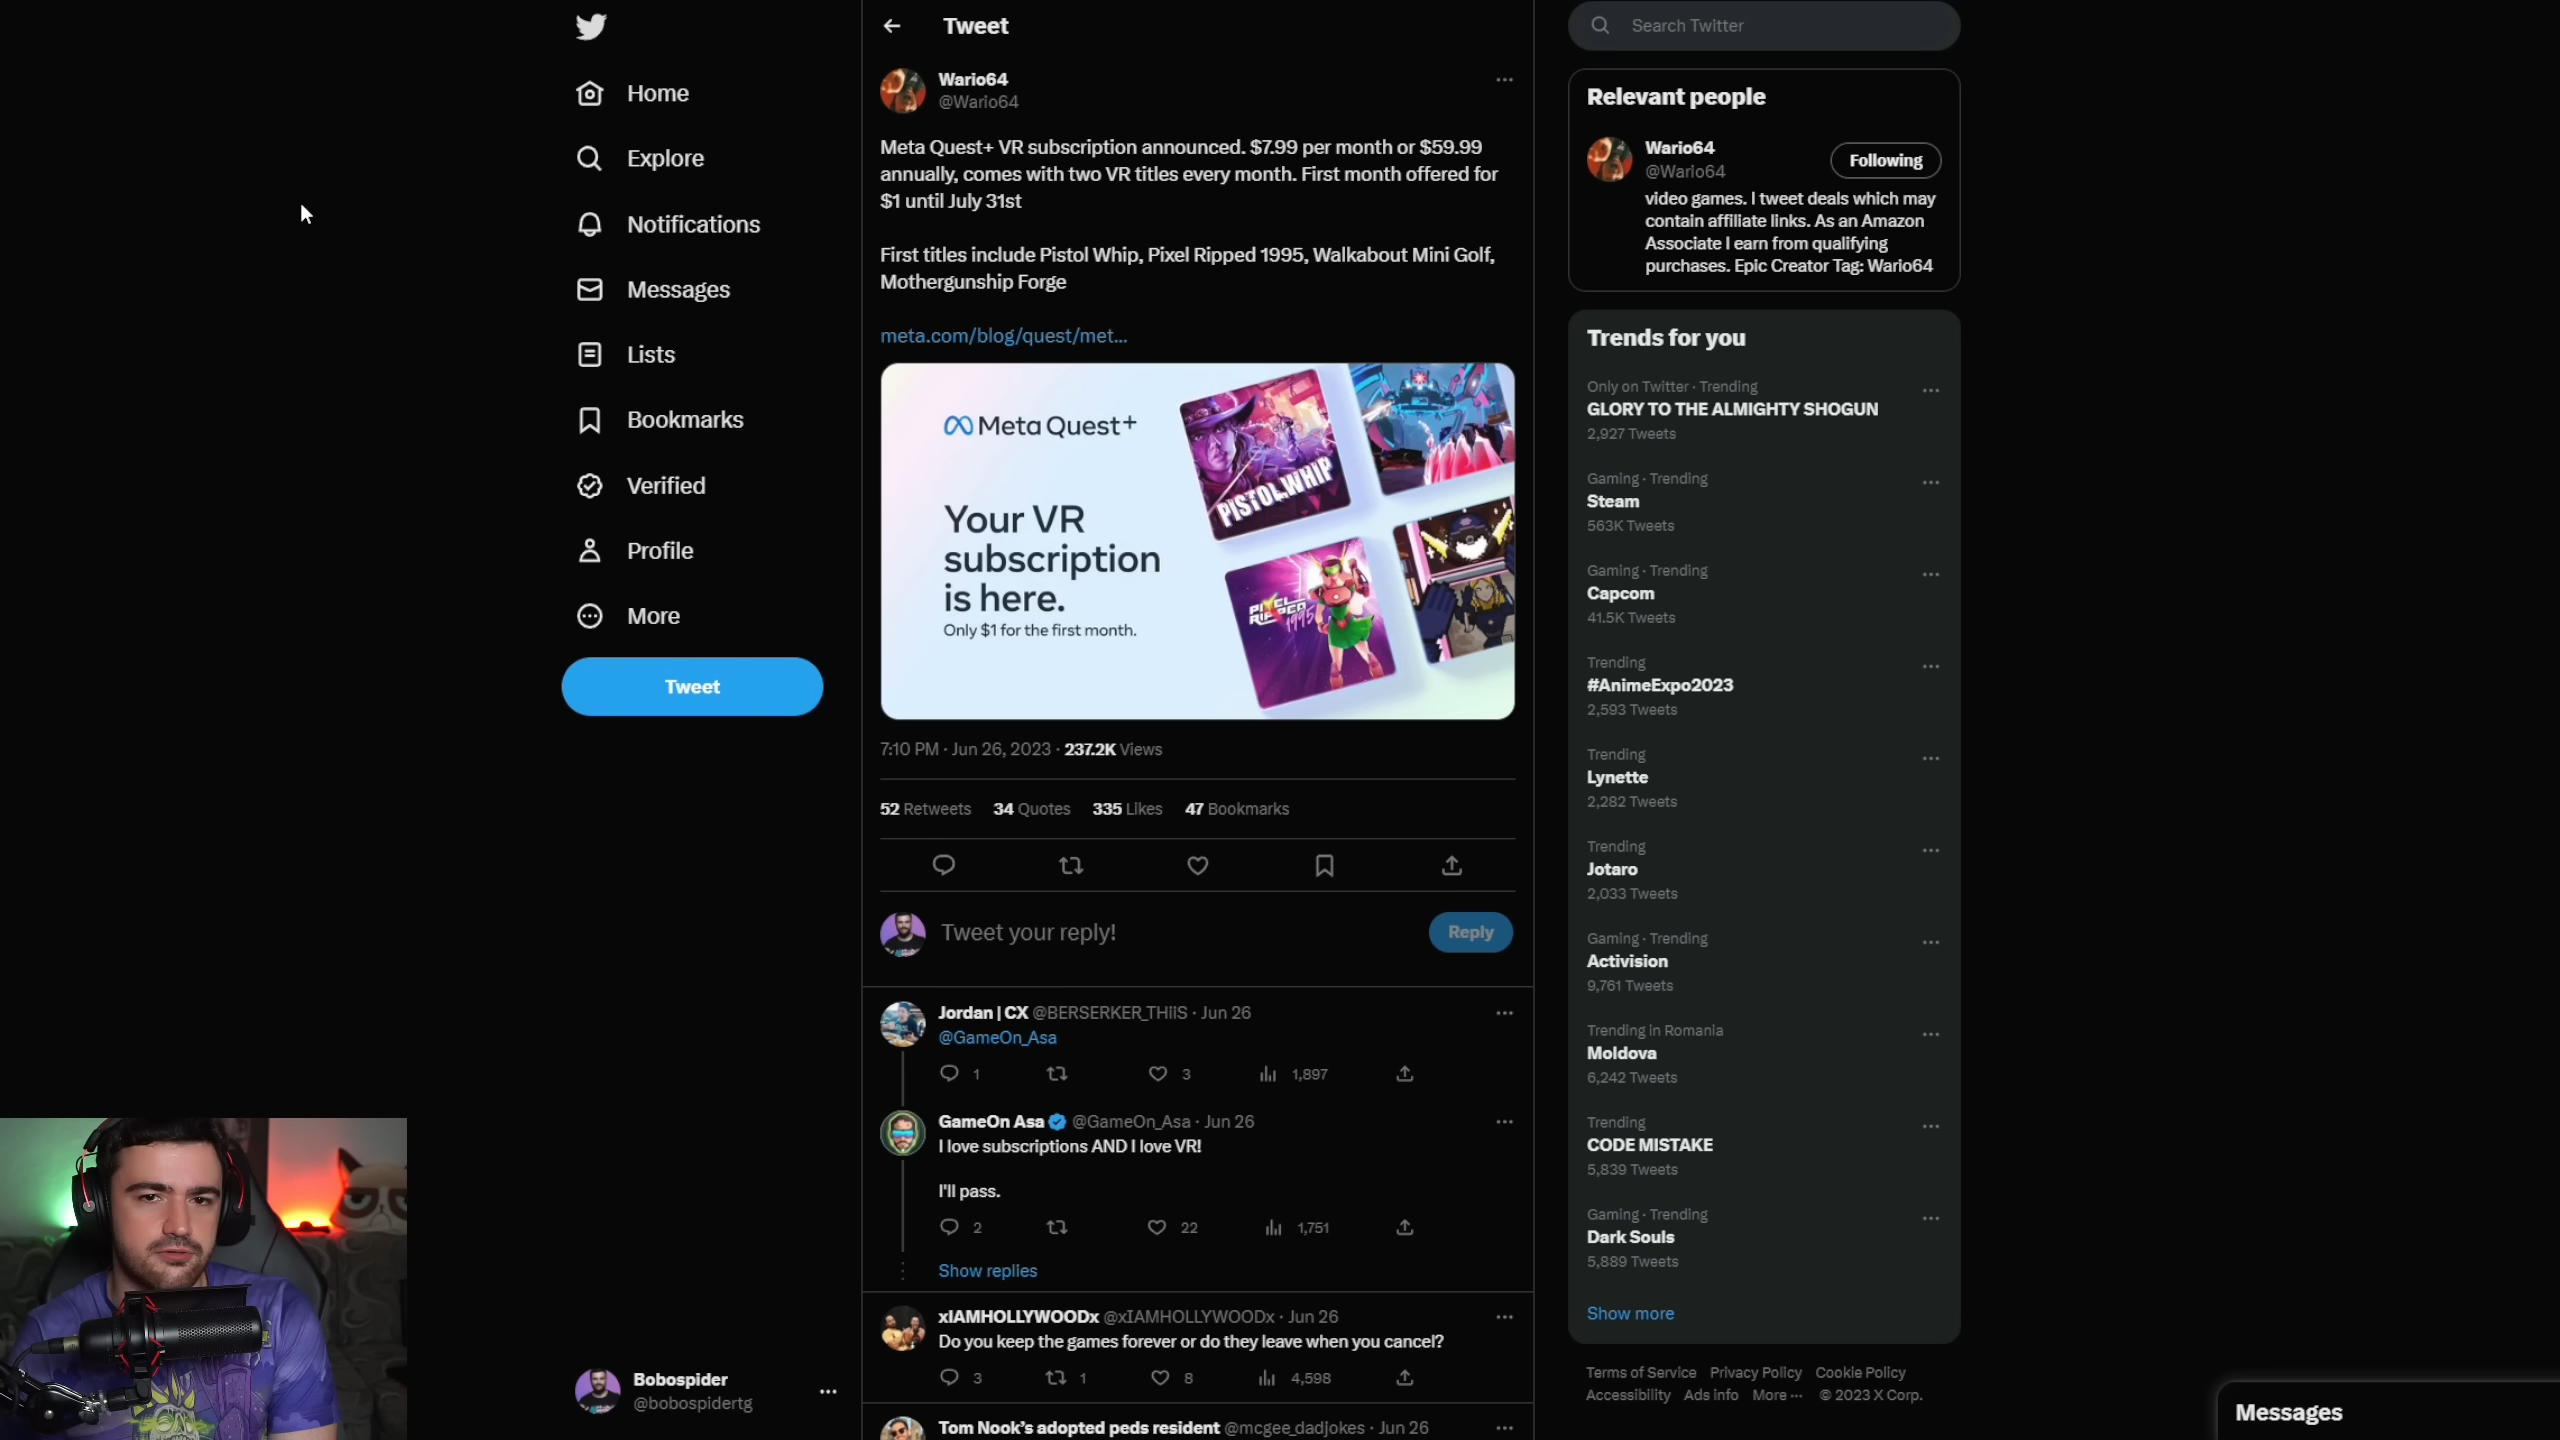 Home
Explore
Notifications
Messages
Lists
Bookmarks
Verified
Profile
More
Tweet
Bobospider
@bobospidertg
Tweet
Wario64
@Wario64
Meta Quest+ VR subscription announced. $7.99 per month or $59.99
annually, comes with two VR titles every month. First month offered for
$1 until July 31st
First titles include Pistol Whip, Pixel Ripped 1995, Walkabout Mini Golf,
Mothergunship Forge
meta.com/blog/quest/met...
Meta Quest+
Your VR
subscription
is here.
Only $1 for the first month.
PISTOL WHIP
PIXEL
RIPPED
1995
7:10 PM · Jun 26, 2023 · 237.2K Views
52 Retweets 34 Quotes 335 Likes 47 Bookmarks
Tweet your reply!
Reply
Jordan | CX @BERSERKER_THIIS · Jun 26
@GameOn_Asa
1 3 1,897
GameOn Asa @GameOn_Asa · Jun 26
I love subscriptions AND I love VR!
I'll pass.
2 22 1,751
Show replies
xIAMHOLLYWOODx @xIAMHOLLYWOODx · Jun 26
Do you keep the games forever or do they leave when you cancel?
3 1 8 4,598
Tom Nook's adopted peds resident @mcgee_dadjokes · Jun 26
Search Twitter
Relevant people
Wario64
@Wario64
Following
video games. I tweet deals which may
contain affiliate links. As an Amazon
Associate I earn from qualifying
purchases. Epic Creator Tag: Wario64
Trends for you
Only on Twitter · Trending
GLORY TO THE ALMIGHTY SHOGUN
2,927 Tweets
Gaming · Trending
Steam
563K Tweets
Gaming · Trending
Capcom
41.5K Tweets
Trending
#AnimeExpo2023
2,593 Tweets
Trending
Lynette
2,282 Tweets
Trending
Jotaro
2,033 Tweets
Gaming · Trending
Activision
9,761 Tweets
Trending in Romania
Moldova
6,242 Tweets
Trending
CODE MISTAKE
5,839 Tweets
Gaming · Trending
Dark Souls
5,889 Tweets
Show more
Terms of Service Privacy Policy Cookie Policy
Accessibility Ads info More ··· © 2023 X Corp.
Messages